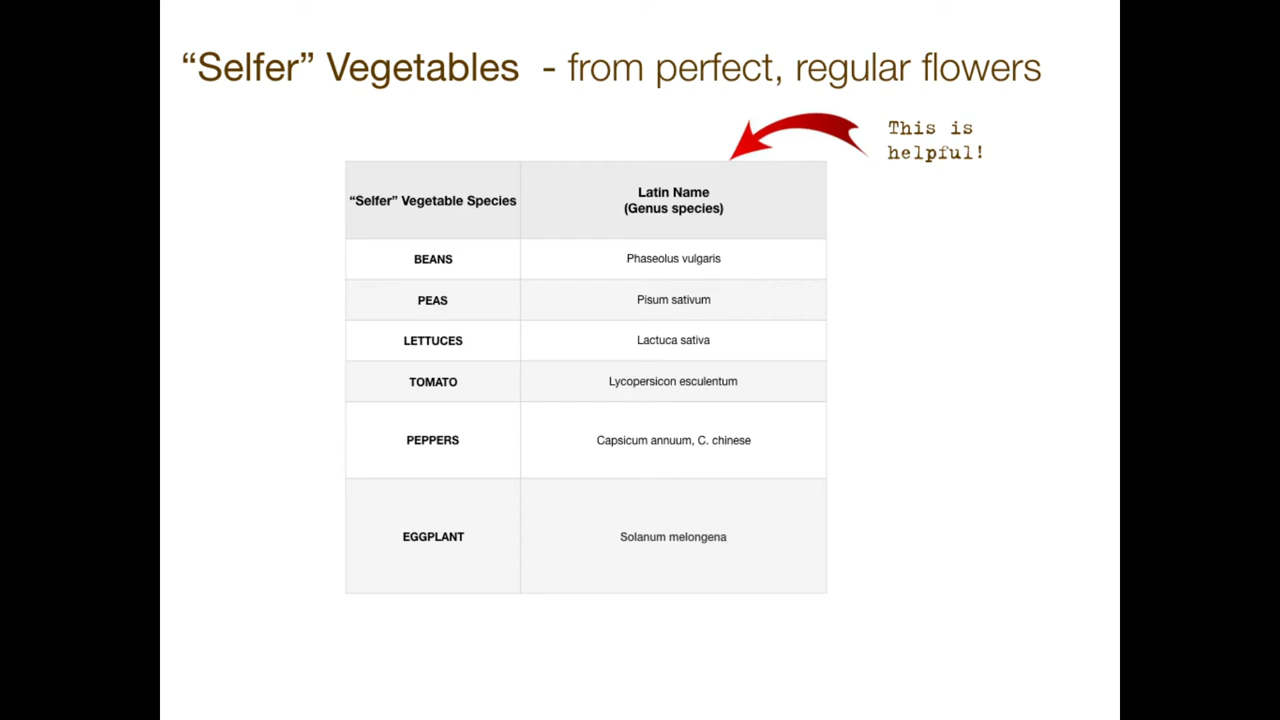 “Selfer” Vegetables - from perfect, regular flowers
This is
helpful!
“Selfer” Vegetable Species
Latin Name
(Genus species)
BEANS
Phaseolus vulgaris
PEAS
Pisum sativum
LETTUCES
Lactuca sativa
TOMATO
Lycopersicon esculentum
PEPPERS
Capsicum annuum, C. chinese
EGGPLANT
Solanum melongena